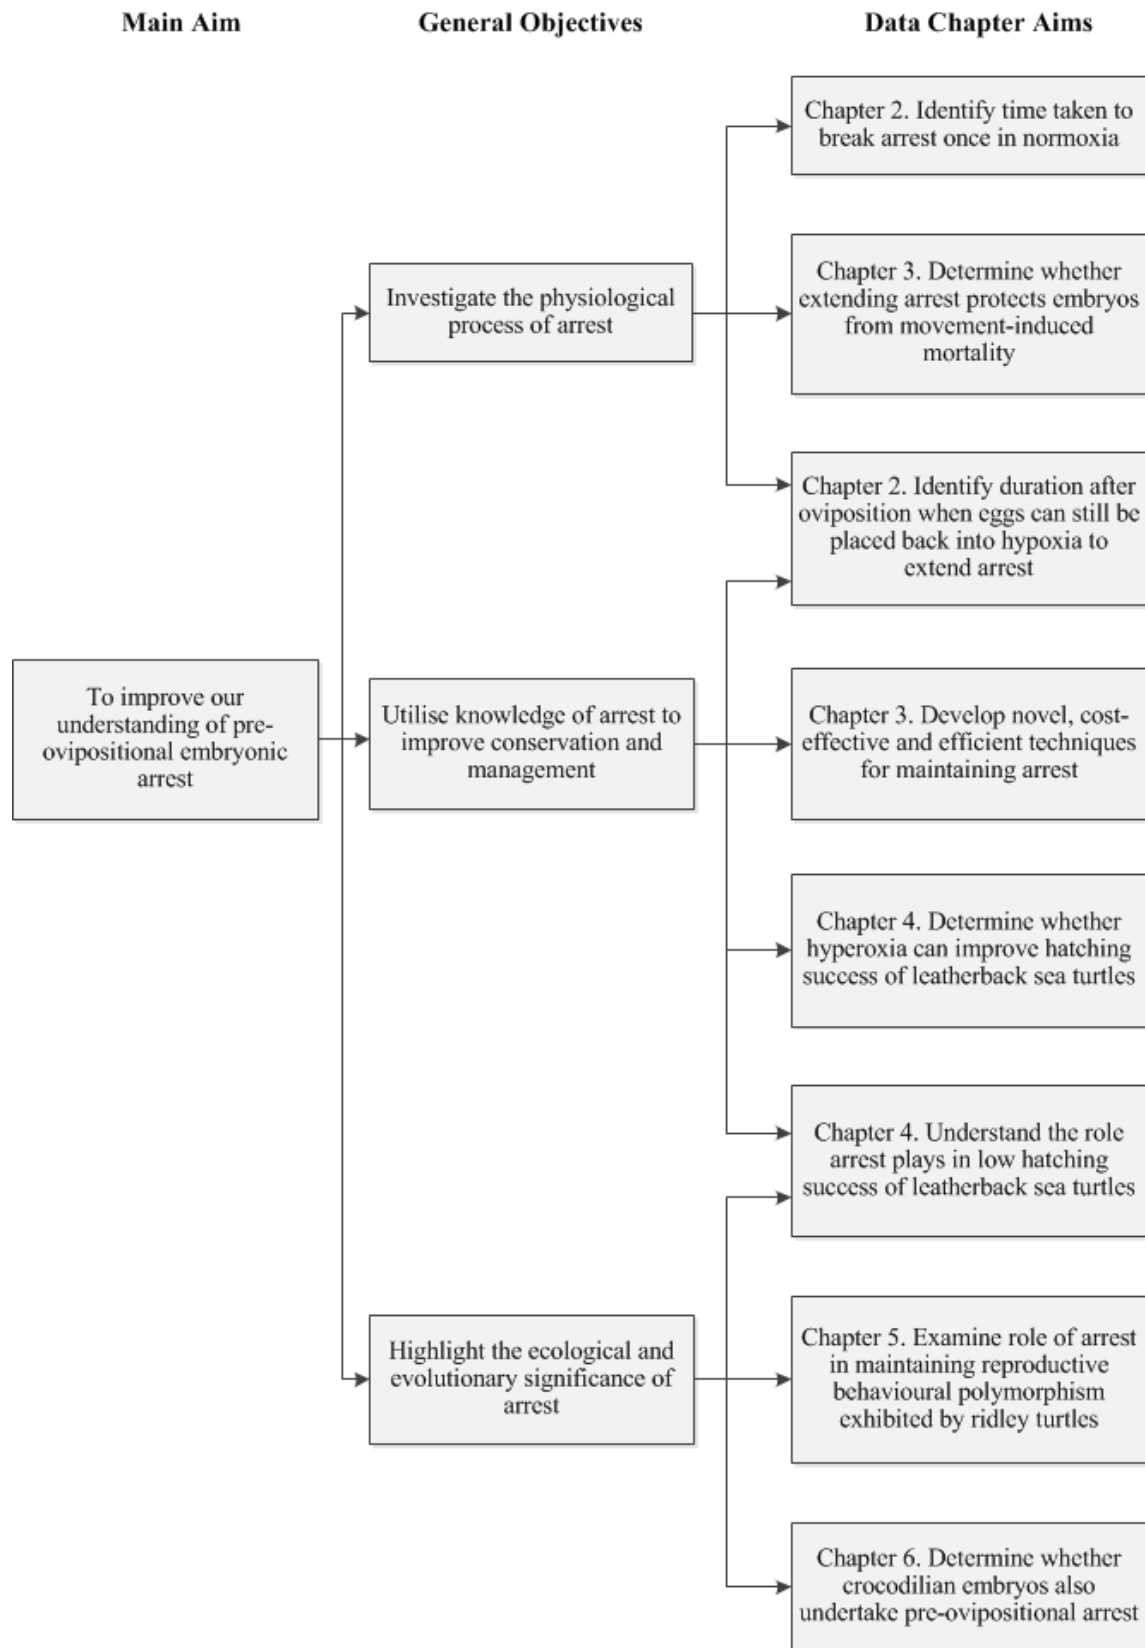 Main Aim
General Objectives
Data Chapter Aims
Chapter 2. Identify time taken to
break arrest once in normoxia
Chapter 3. Determine whether
extending arrest protects embryos
from movement-induced
mortality
Investigate the physiological
process of arrest
Chapter 2. Identify duration after
oviposition when eggs can still be
placed back into hypoxia to
extend arrest
To improve our
understanding of pre-
ovipositional embryonic
arrest
Utilise knowledge of arrest to
improve conservation and
management
Chapter 3. Develop novel, cost-
effective and efficient techniques
for maintaining arrest
Chapter 4. Determine whether
hyperoxia can improve hatching
success of leatherback sea turtles
Chapter 4. Understand the role
arrest plays in low hatching
success of leatherback sea turtles
Highlight the ecological and
evolutionary significance of
arrest
Chapter 5. Examine role of arrest
in maintaining reproductive
behavioural polymorphism
exhibited by ridley turtles
Chapter 6. Determine whether
crocodilian embryos also
undertake pre-ovipositional arrest